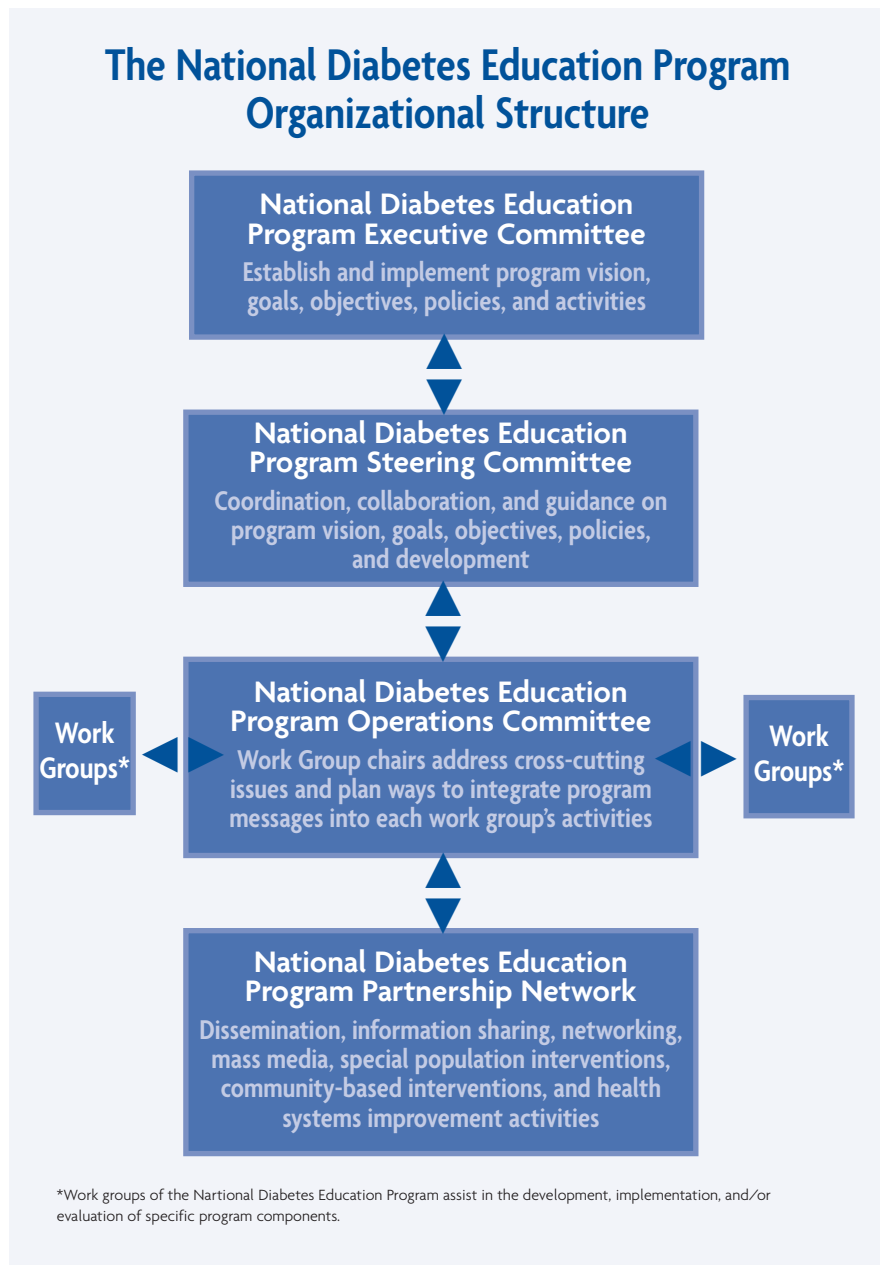 The National Diabetes Education Program
Organizational Structure
National Diabetes Education
Program Executive Committee
Establish and implement program vision,
goals, objectives, policies, and activities
National Diabetes Education
Program Steering Committee
Coordination, collaboration, and guidance on
program vision, goals, objectives, policies,
and development
Work
Groups*
National Diabetes Education
Program Operations Committee
Work Group chairs address cross-cutting
issues and plan ways to integrate program
messages into each work group's activities
Work
Groups*
National Diabetes Education
Program Partnership Network
Dissemination, information sharing, networking,
mass media, special population interventions,
community-based interventions, and health
systems improvement activities
*Work groups of the Nartional Diabetes Education Program assist in the development, implementation, and/or
evaluation of specific program components.